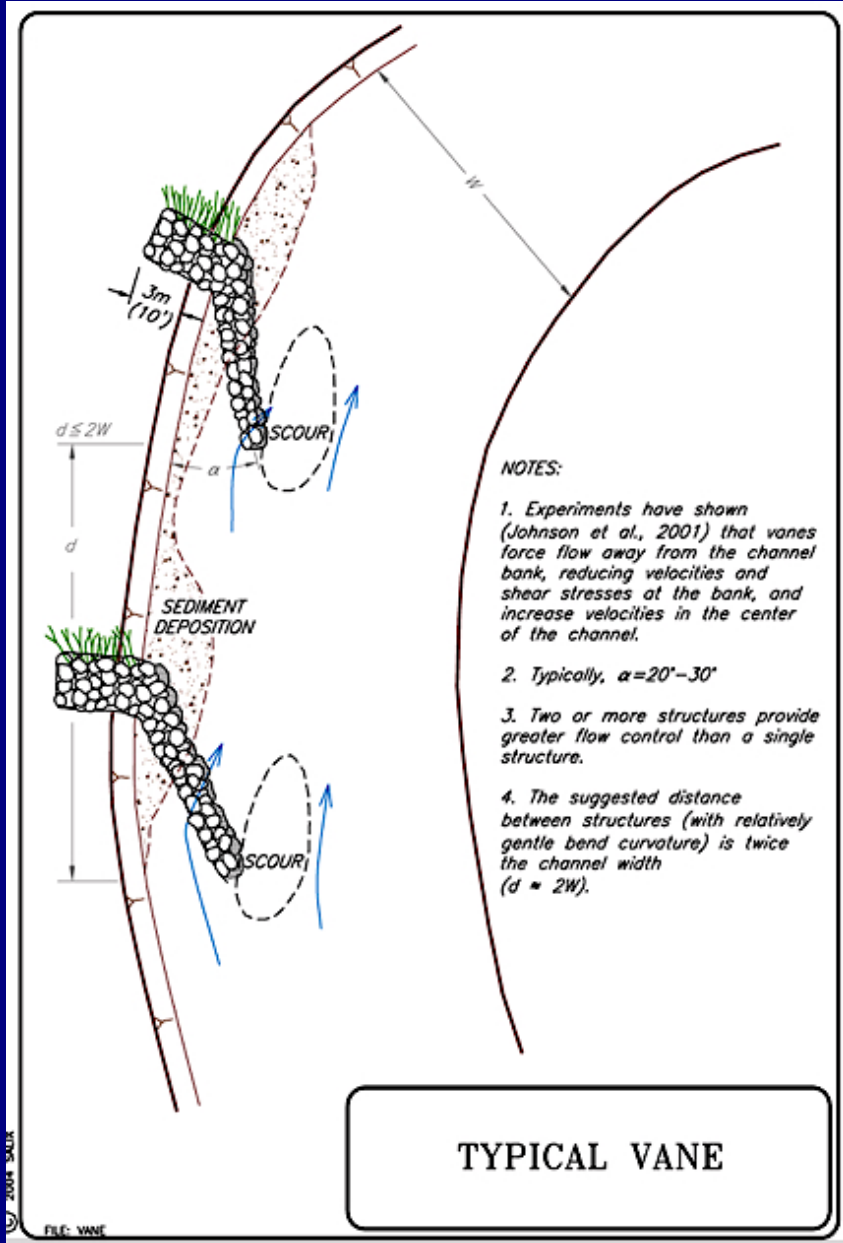 W
3m
(10')
d≤2W
SCOUR
α
d
SEDIMENT
DEPOSITION
SCOUR
NOTES:
1. Experiments have shown
(Johnson et al., 2001) that vanes
force flow away from the channel
bank, reducing velocities and
shear stresses at the bank, and
increase velocities in the center
of the channel.
2. Typically, α=20°-30°
3. Two or more structures provide
greater flow control than a single
structure.
4. The suggested distance
between structures (with relatively
gentle bend curvature) is twice
the channel width
(d ≈ 2W).
TYPICAL VANE
© 2004 SALIX
FILE: VANE